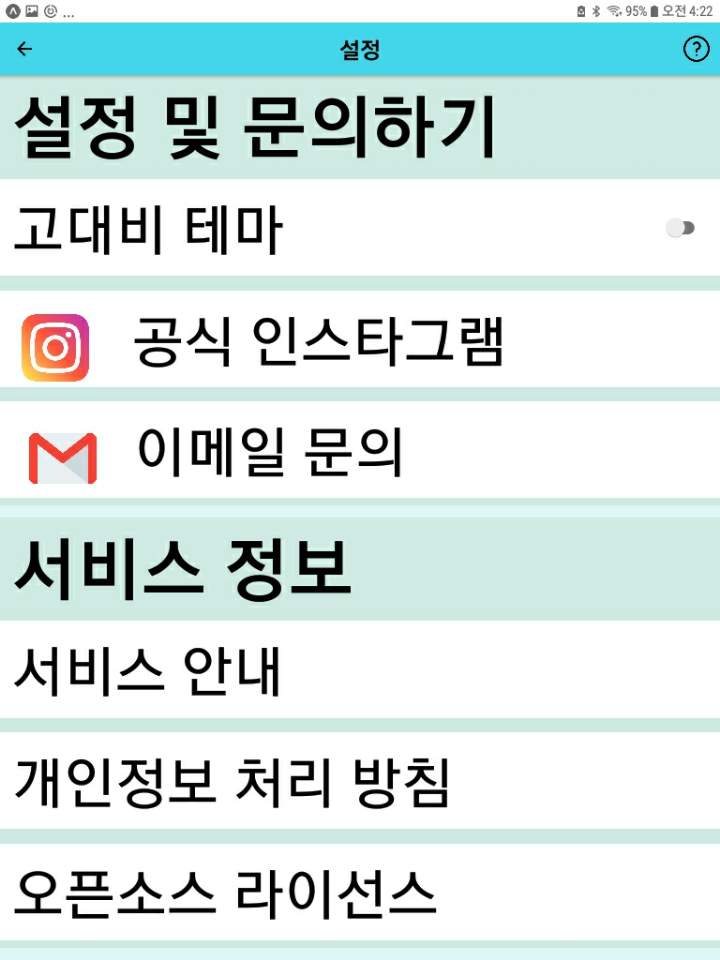 ... 95% 오전 4:22
설정
설정 및 문의하기
고대비 테마
공식 인스타그램
이메일 문의
서비스 정보
서비스 안내
개인정보 처리 방침
오픈소스 라이선스